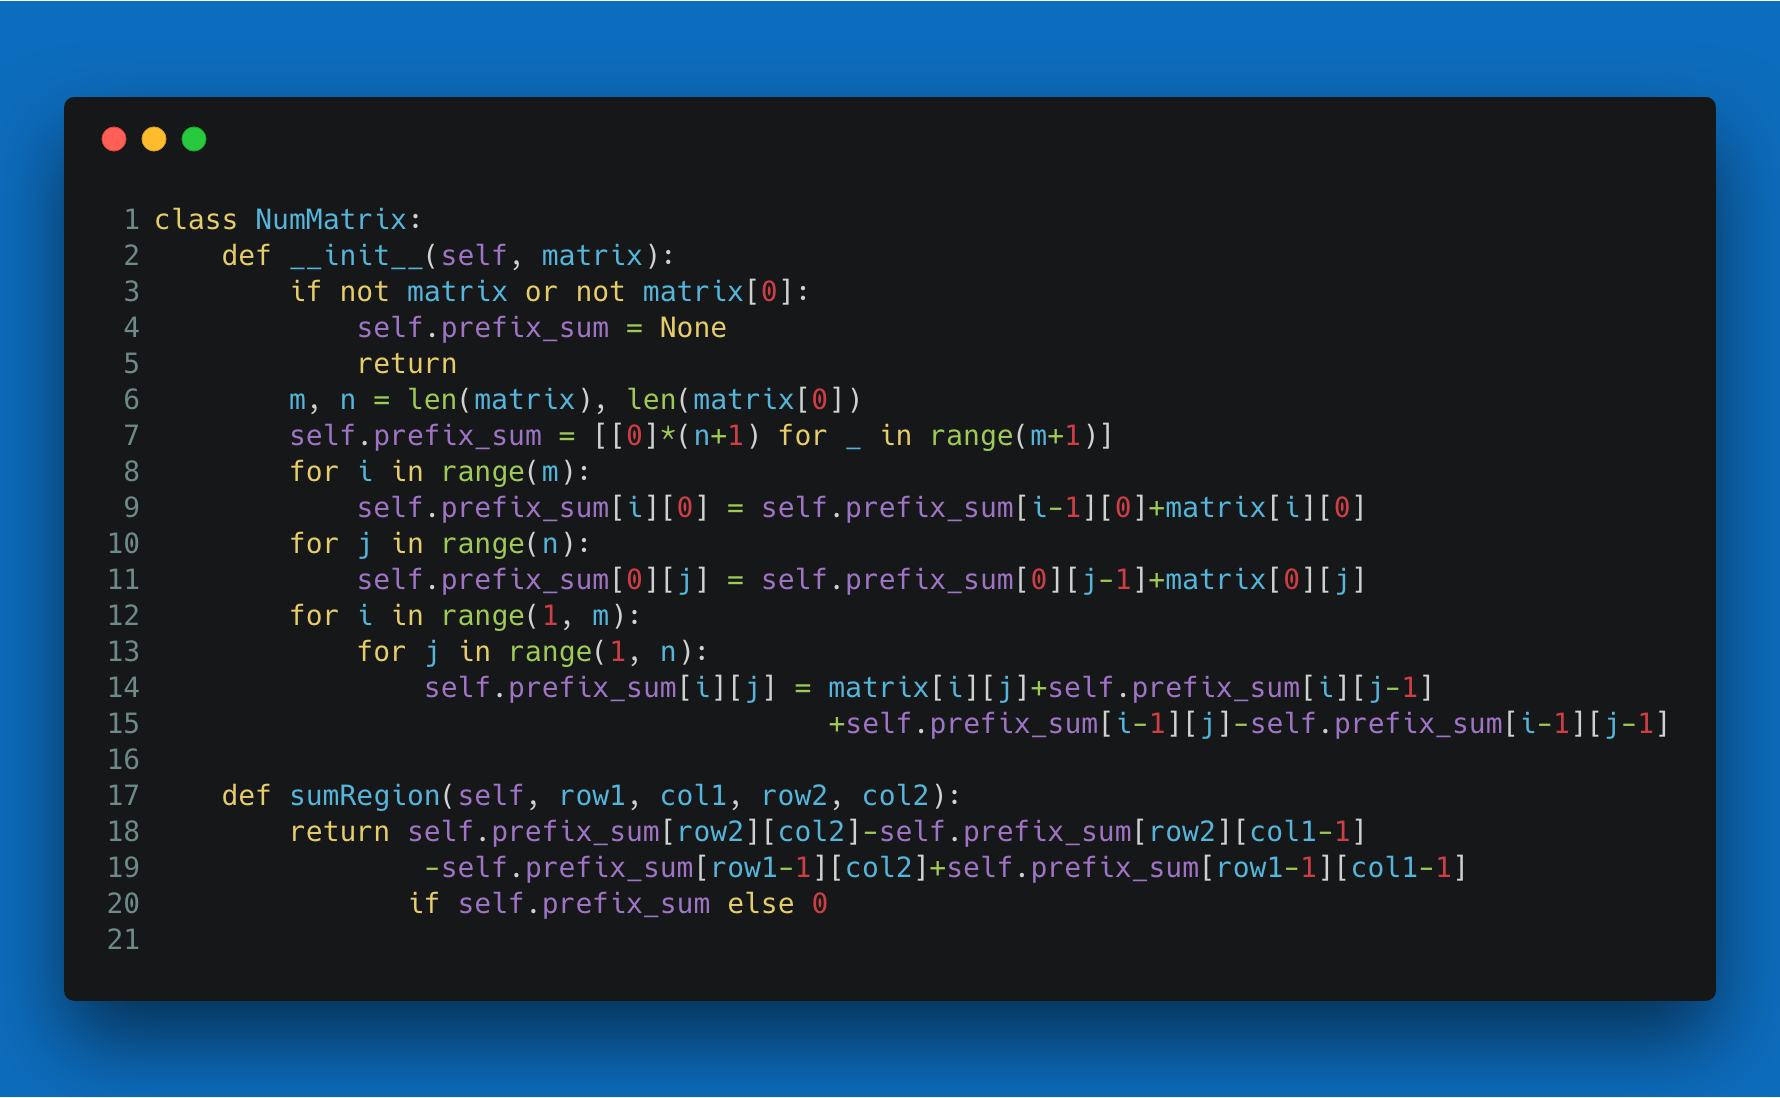 1 class NumMatrix:
2     def __init__(self, matrix):
3         if not matrix or not matrix[0]:
4             self.prefix_sum = None
5             return
6         m, n = len(matrix), len(matrix[0])
7         self.prefix_sum = [[0]*(n+1) for _ in range(m+1)]
8         for i in range(m):
9             self.prefix_sum[i][0] = self.prefix_sum[i-1][0]+matrix[i][0]
10         for j in range(n):
11             self.prefix_sum[0][j] = self.prefix_sum[0][j-1]+matrix[0][j]
12         for i in range(1, m):
13             for j in range(1, n):
14                 self.prefix_sum[i][j] = matrix[i][j]+self.prefix_sum[i][j-1]
15                                         +self.prefix_sum[i-1][j]-self.prefix_sum[i-1][j-1]
16
17     def sumRegion(self, row1, col1, row2, col2):
18         return self.prefix_sum[row2][col2]-self.prefix_sum[row2][col1-1]
19                 -self.prefix_sum[row1-1][col2]+self.prefix_sum[row1-1][col1-1]
20                if self.prefix_sum else 0
21